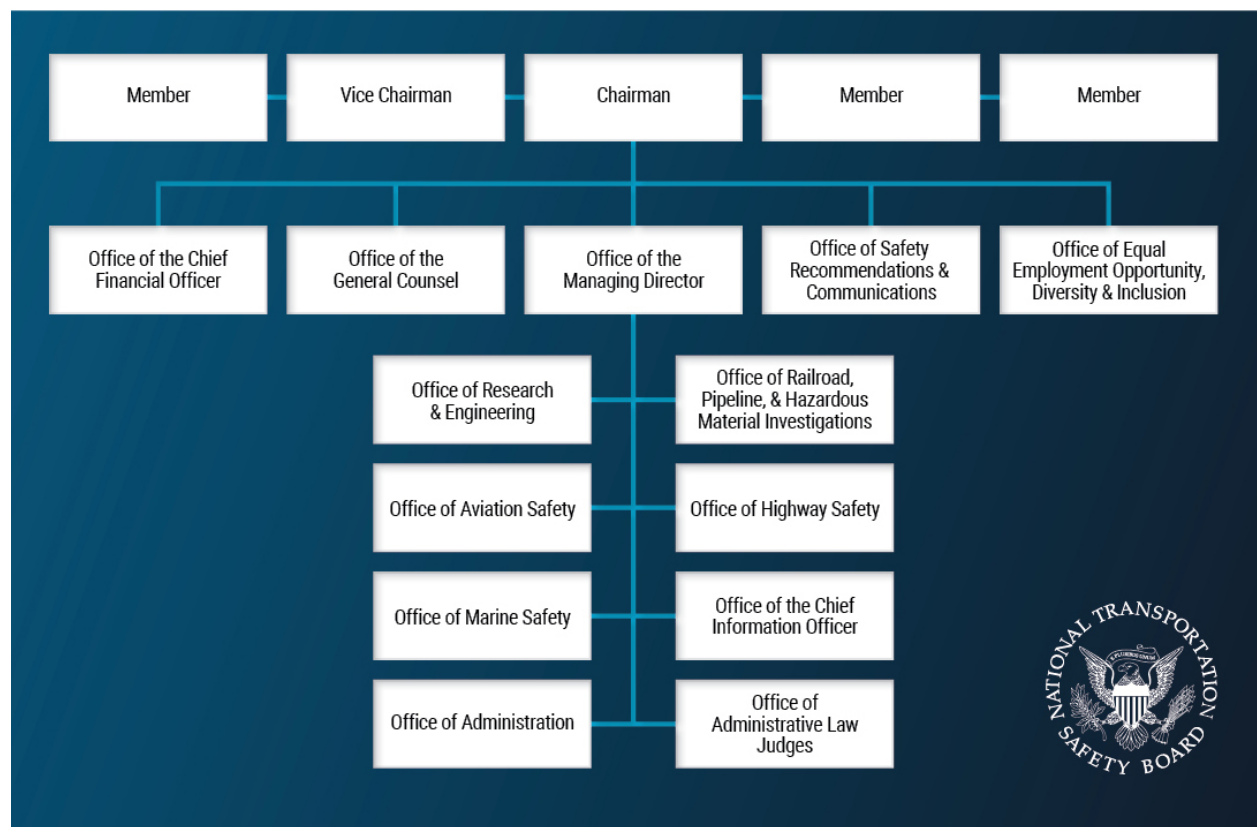 Member
Vice Chairman
Chairman
Member
Member
Office of the Chief
Financial Officer
Office of the
General Counsel
Office of the
Managing Director
Office of Safety
Recommendations &
Communications
Office of Equal
Employment Opportunity,
Diversity & Inclusion
Office of Research
& Engineering
Office of Railroad,
Pipeline, & Hazardous
Material Investigations
Office of Aviation Safety
Office of Highway Safety
Office of Marine Safety
Office of the Chief
Information Officer
Office of Administration
Office of
Administrative Law
Judges
NATIONAL TRANSPORTATION
SAFETY BOARD